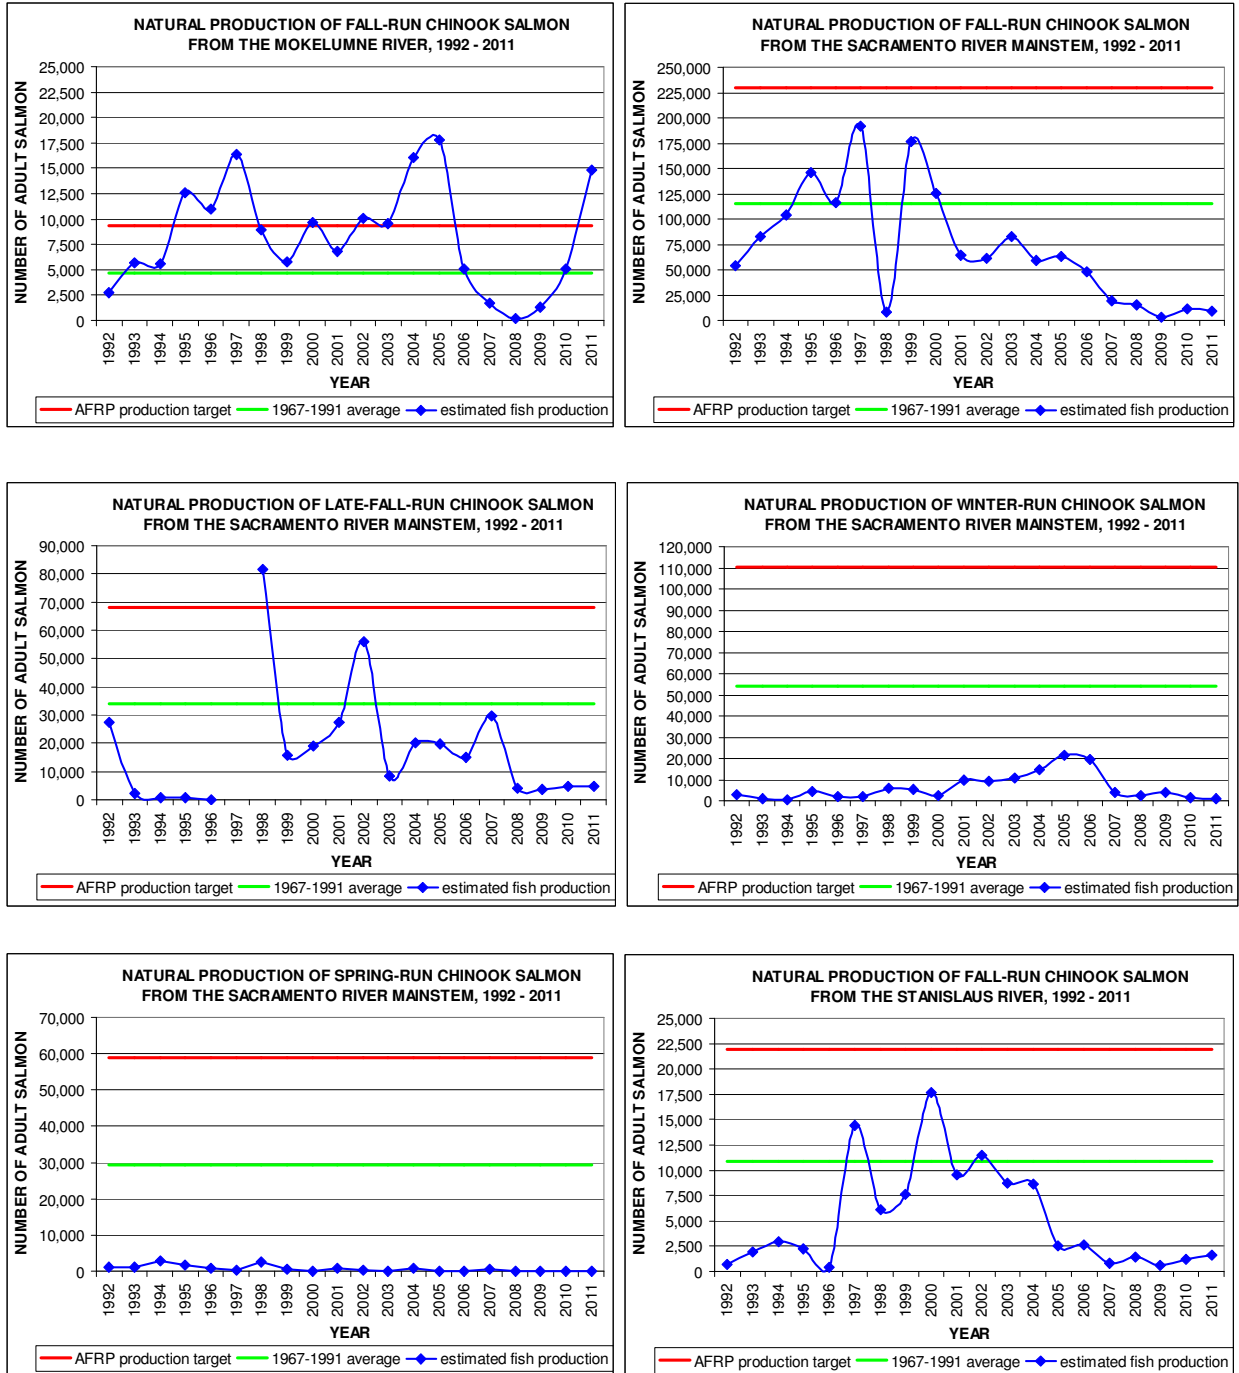 NATURAL PRODUCTION OF FALL-RUN CHINOOK SALMON
FROM THE MOKELUMNE RIVER, 1992 - 2011
NUMBER OF ADULT SALMON
25,000
22,500
20,000
17,500
15,000
12,500
10,000
7,500
5,000
2,500
0
1992 1993 1994 1995 1996 1997 1998 1999 2000 2001 2002 2003 2004 2005 2006 2007 2008 2009 2010 2011
YEAR
AFRP production target 1967-1991 average estimated fish production
NATURAL PRODUCTION OF FALL-RUN CHINOOK SALMON
FROM THE SACRAMENTO RIVER MAINSTEM, 1992 - 2011
NUMBER OF ADULT SALMON
250,000
225,000
200,000
175,000
150,000
125,000
100,000
75,000
50,000
25,000
0
1992 1993 1994 1995 1996 1997 1998 1999 2000 2001 2002 2003 2004 2005 2006 2007 2008 2009 2010 2011
YEAR
AFRP production target 1967-1991 average estimated fish production
NATURAL PRODUCTION OF LATE-FALL-RUN CHINOOK SALMON
FROM THE SACRAMENTO RIVER MAINSTEM, 1992 - 2011
NUMBER OF ADULT SALMON
90,000
80,000
70,000
60,000
50,000
40,000
30,000
20,000
10,000
0
1992 1993 1994 1995 1996 1997 1998 1999 2000 2001 2002 2003 2004 2005 2006 2007 2008 2009 2010 2011
YEAR
AFRP production target 1967-1991 average estimated fish production
NATURAL PRODUCTION OF WINTER-RUN CHINOOK SALMON
FROM THE SACRAMENTO RIVER MAINSTEM, 1992 - 2011
NUMBER OF ADULT SALMON
120,000
110,000
100,000
90,000
80,000
70,000
60,000
50,000
40,000
30,000
20,000
10,000
0
1992 1993 1994 1995 1996 1997 1998 1999 2000 2001 2002 2003 2004 2005 2006 2007 2008 2009 2010 2011
YEAR
AFRP production target 1967-1991 average estimated fish production
NATURAL PRODUCTION OF SPRING-RUN CHINOOK SALMON
FROM THE SACRAMENTO RIVER MAINSTEM, 1992 - 2011
NUMBER OF ADULT SALMON
70,000
60,000
50,000
40,000
30,000
20,000
10,000
0
1992 1993 1994 1995 1996 1997 1998 1999 2000 2001 2002 2003 2004 2005 2006 2007 2008 2009 2010 2011
YEAR
AFRP production target 1967-1991 average estimated fish production
NATURAL PRODUCTION OF FALL-RUN CHINOOK SALMON
FROM THE STANISLAUS RIVER, 1992 - 2011
NUMBER OF ADULT SALMON
25,000
22,500
20,000
17,500
15,000
12,500
10,000
7,500
5,000
2,500
0
1992 1993 1994 1995 1996 1997 1998 1999 2000 2001 2002 2003 2004 2005 2006 2007 2008 2009 2010 2011
YEAR
AFRP production target 1967-1991 average estimated fish production